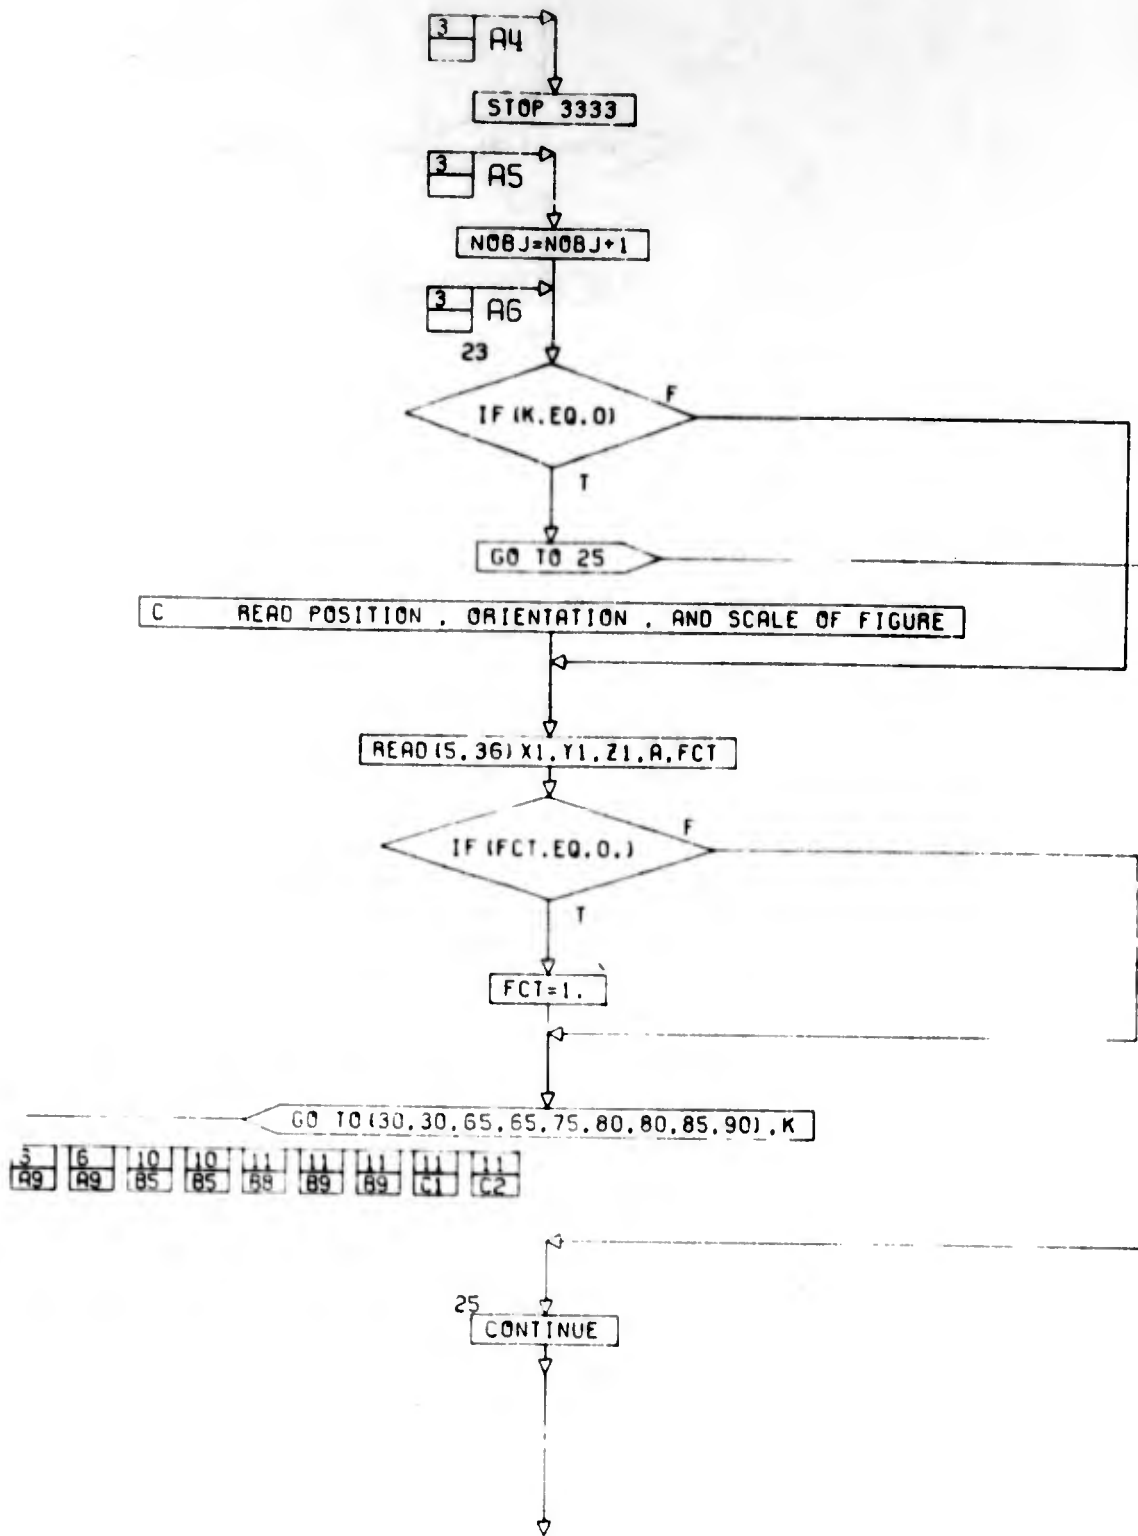 3 A4
STOP 3333
3 A5
NOBJ=NOBJ+1
3 A6
23
IF(K.EQ.0)
F
T
GO TO 25
C READ POSITION , ORIENTATION , AND SCALE OF FIGURE
READ(5,36)X1,Y1,Z1,A,FCT
IF(FCT.EQ.0.)
F
T
FCT=1.
GO TO(30,30,65,65,75,80,80,85,90),K
6 10 10 11 11 11 11 11
A9 A9 B5 B5 B8 B9 B9 C1 C2
25
CONTINUE